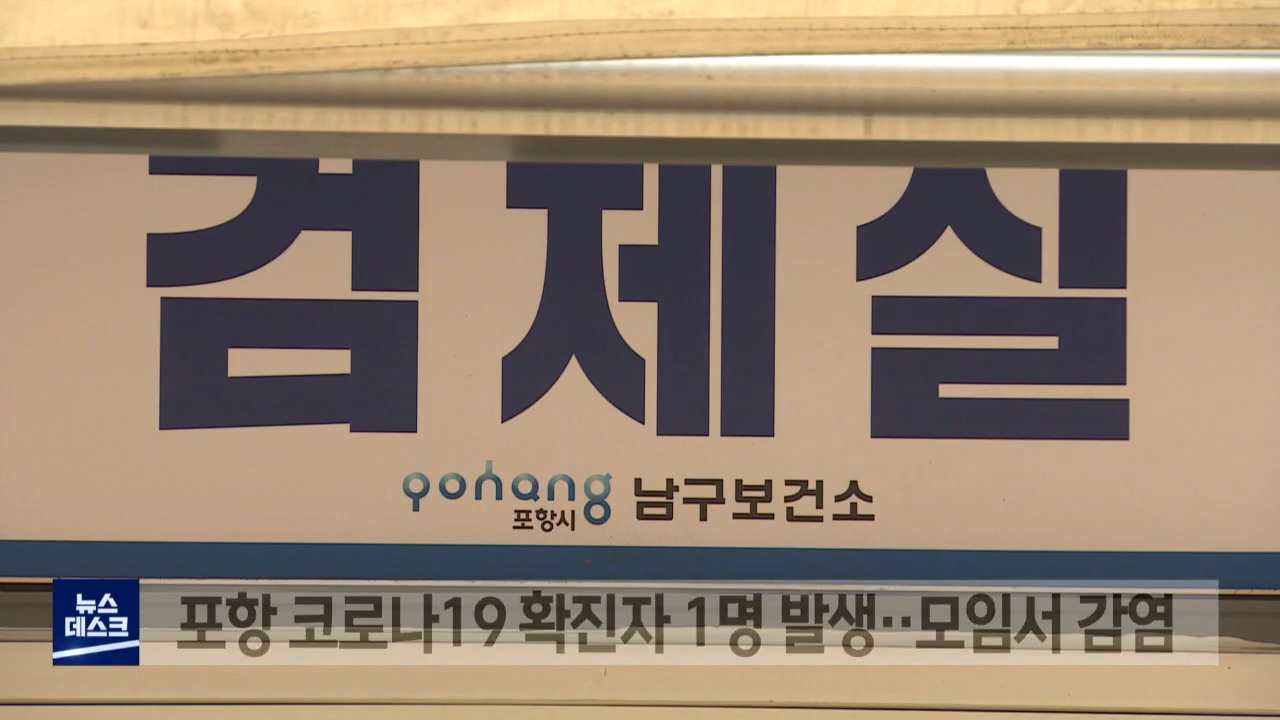 검체실
pohang 포항시 남구보건소
뉴스데스크
포항 코로나19 확진자 1명 발생··모임서 감염